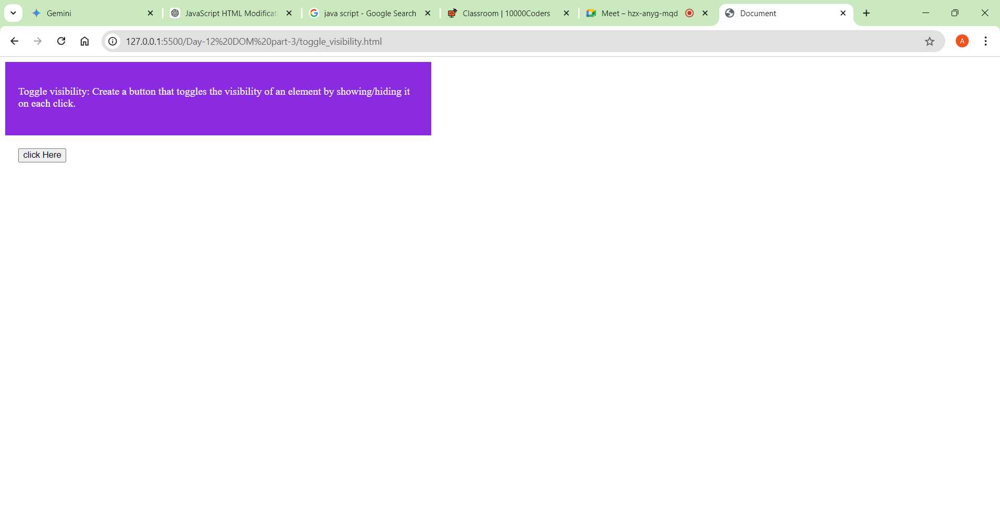 Gemini
JavaScript HTML Modificat
java script - Google Search
Classroom | 10000Coders
Meet – hzx-anyg-mqd
Document
127.0.0.1:5500/Day-12%20DOM%20part-3/toggle_visibility.html
A
Toggle visibility: Create a button that toggles the visibility of an element by showing/hiding it
on each click.
click Here